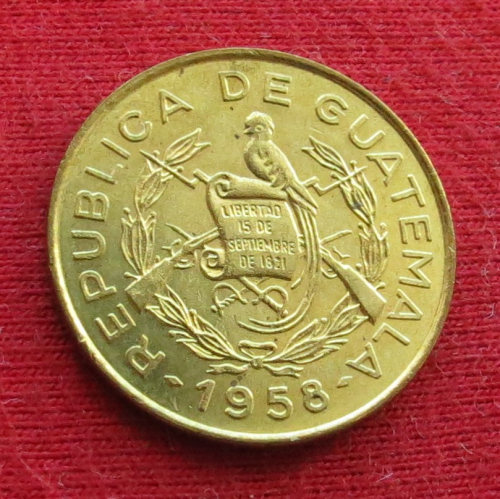 REPUBLICA DE GUATEMALA
LIBERTAD
15 DE
SEPTIEMBRE
DE 1821
-1958-